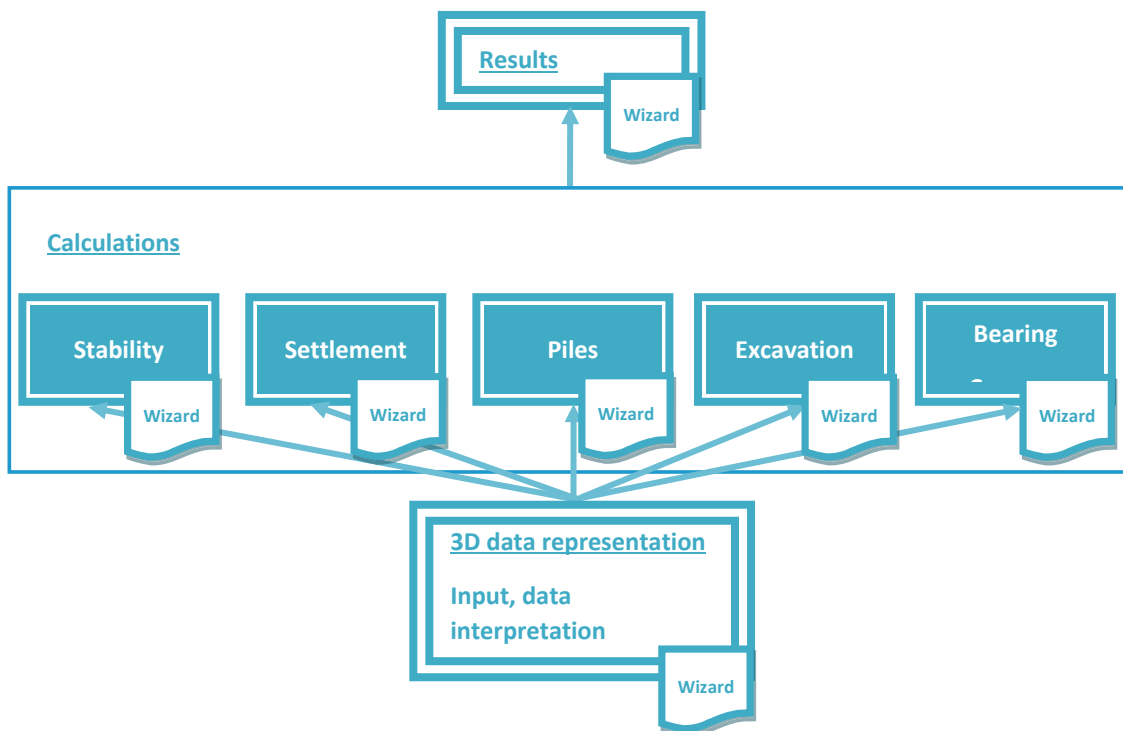 Results
Wizard
Calculations
Stability
Settlement
Piles
Excavation
Bearing
Wizard
Wizard
Wizard
Wizard
Wizard
3D data representation
Input, data
interpretation
Wizard